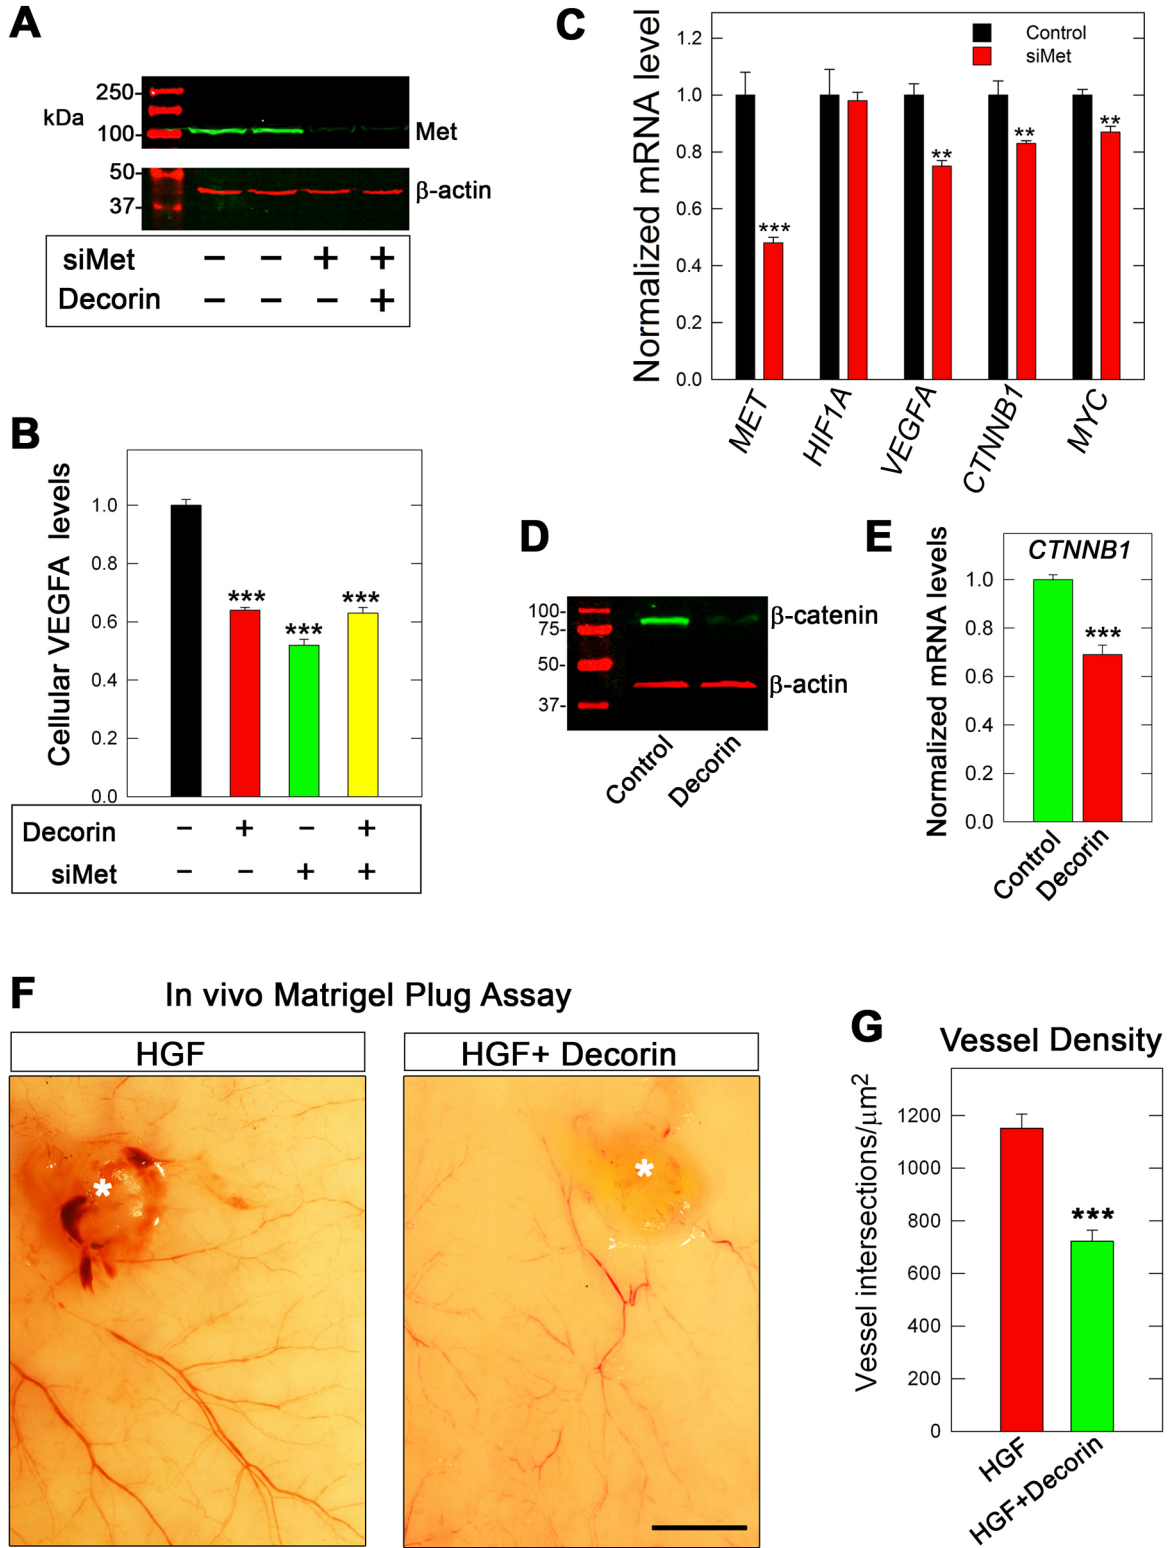 A
kDa
250-
100-
Met
50-
37-
β-actin
siMet − − + +
Decorin − − − +
B
Cellular VEGFA levels
1.0
0.8
0.6
0.4
0.2
0.0
***
***
***
Decorin − + − +
siMet − − + +
C
Normalized mRNA level
1.2
1.0
0.8
0.6
0.4
0.2
0.0
Control
siMet
***
**
**
**
MET
HIF1A
VEGFA
CTNNB1
MYC
D
100-
75-
50-
37-
β-catenin
β-actin
Control
Decorin
E
CTNNB1
Normalized mRNA levels
1.0
0.8
0.6
0.4
0.2
0.0
***
Control
Decorin
F
In vivo Matrigel Plug Assay
HGF
HGF+ Decorin
*
*
G
Vessel Density
Vessel intersections/μm2
1200
1000
800
600
400
200
0
***
HGF
HGF+Decorin